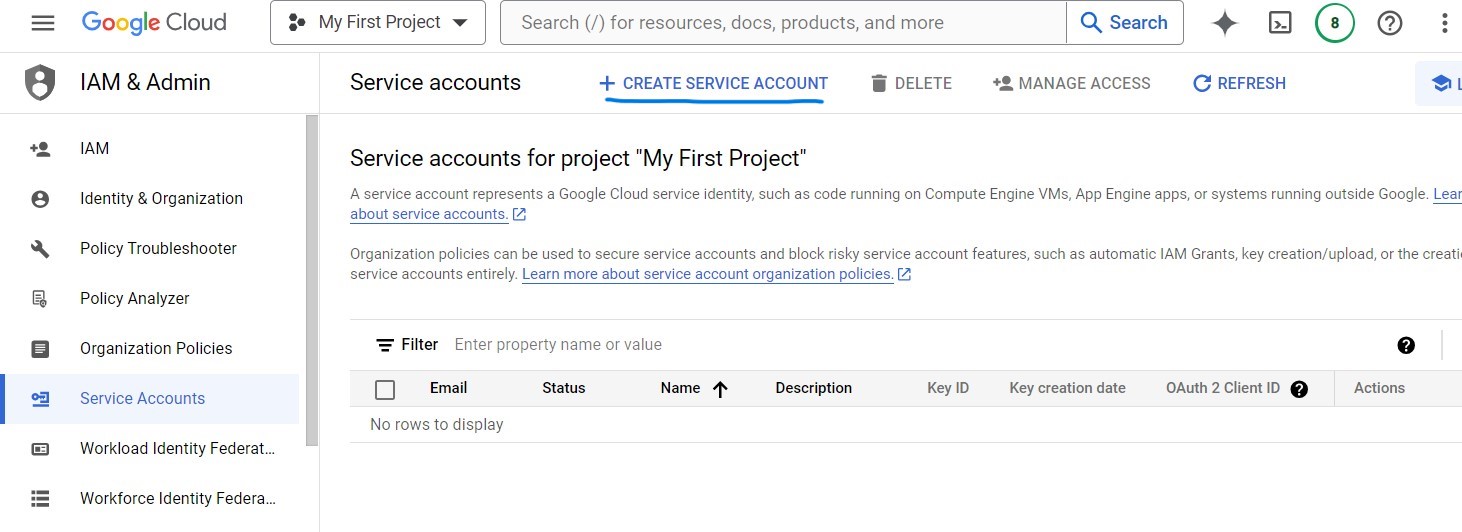 Google Cloud
My First Project
Search (/) for resources, docs, products, and more
Search
8
IAM & Admin
Service accounts
+ CREATE SERVICE ACCOUNT
DELETE
MANAGE ACCESS
REFRESH
L
IAM
Identity & Organization
Policy Troubleshooter
Policy Analyzer
Organization Policies
Service Accounts
Workload Identity Federat...
Workforce Identity Federa...
Service accounts for project "My First Project"
A service account represents a Google Cloud service identity, such as code running on Compute Engine VMs, App Engine apps, or systems running outside Google. Lear
about service accounts.
Organization policies can be used to secure service accounts and block risky service account features, such as automatic IAM Grants, key creation/upload, or the creati
service accounts entirely. Learn more about service account organization policies.
Filter Enter property name or value
Email Status Name Description Key ID Key creation date OAuth 2 Client ID Actions
No rows to display